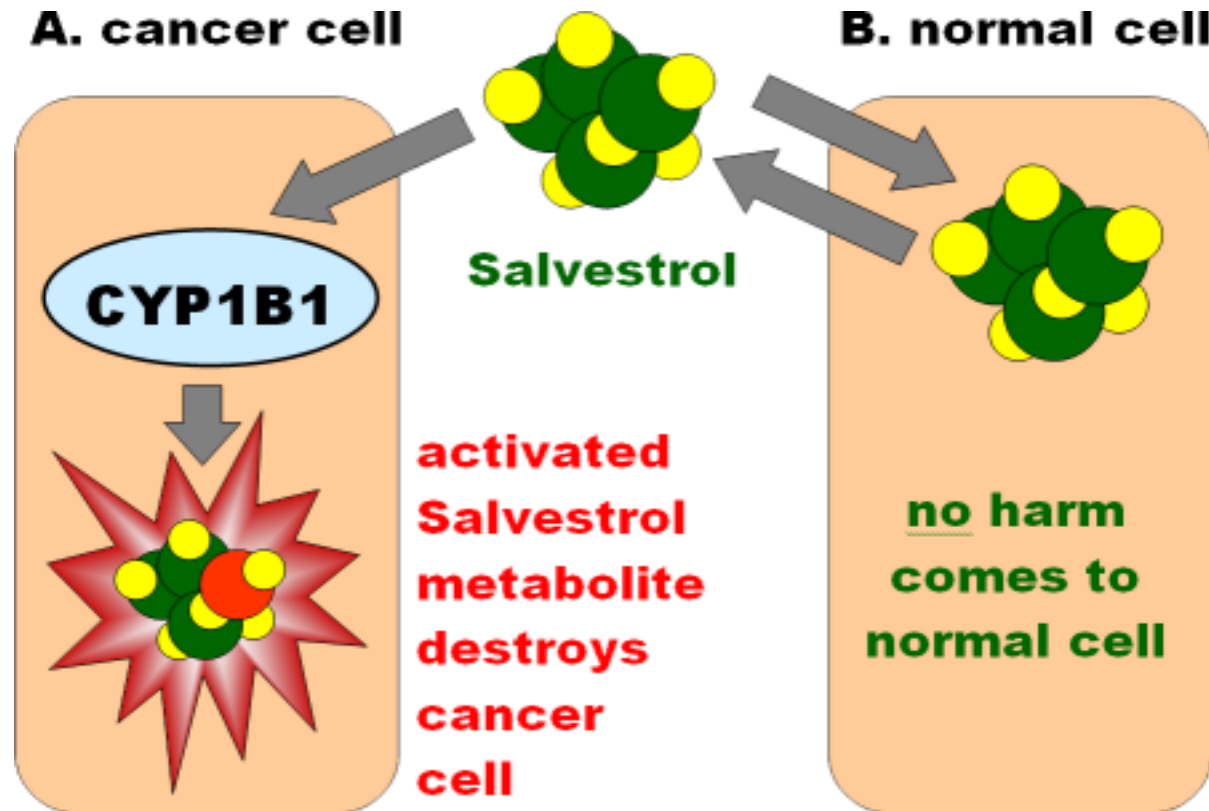 A. cancer cell
B. normal cell
Salvestrol
CYP1B1
activated
Salvestrol
metabolite
destroys
cancer
cell
no harm
comes to
normal cell